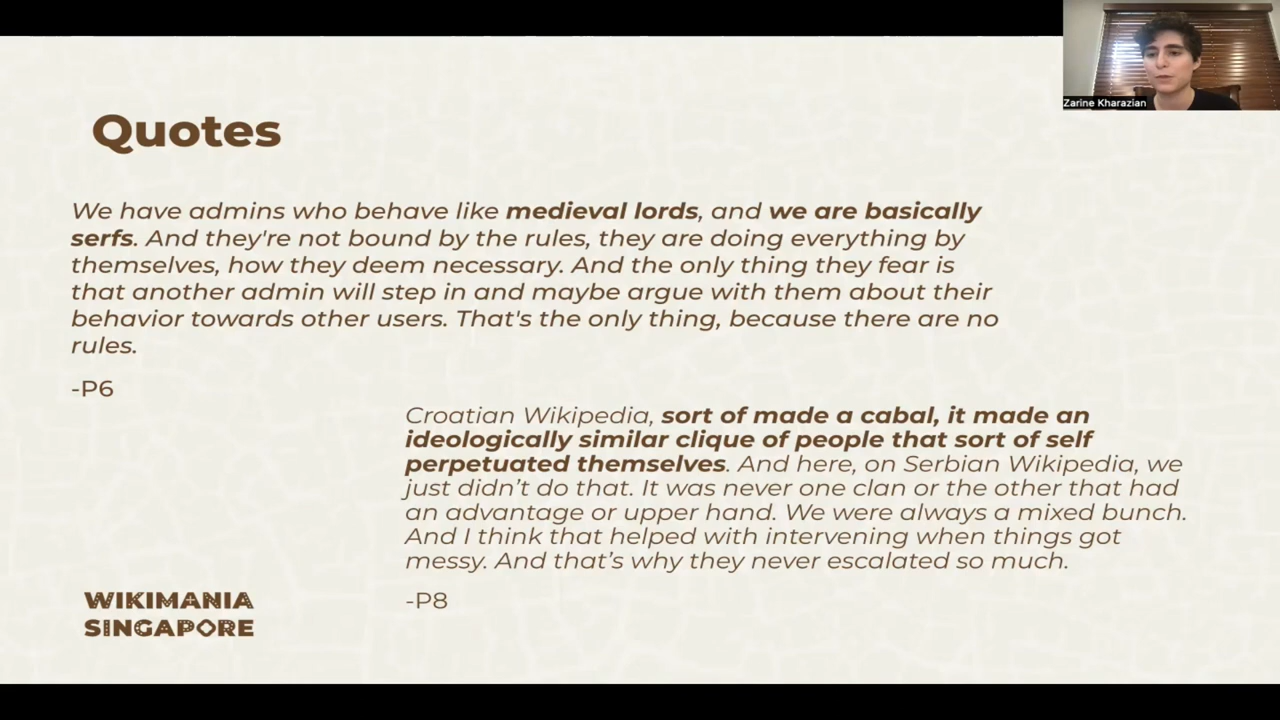 Zarine Kharazian
Quotes
We have admins who behave like medieval lords, and we are basically
serfs. And they're not bound by the rules, they are doing everything by
themselves, how they deem necessary. And the only thing they fear is
that another admin will step in and maybe argue with them about their
behavior towards other users. That's the only thing, because there are no
rules.
-P6
Croatian Wikipedia, sort of made a cabal, it made an
ideologically similar clique of people that sort of self
perpetuated themselves. And here, on Serbian Wikipedia, we
just didn’t do that. It was never one clan or the other that had
an advantage or upper hand. We were always a mixed bunch.
And I think that helped with intervening when things got
messy. And that’s why they never escalated so much.
-P8
WIKIMANIA
SINGAPORE